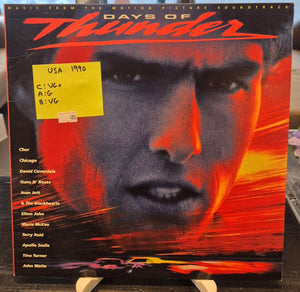 MUSIC FROM THE MOTION PICTURE SOUNDTRACK
DAYS OF
Thunder
USA 1990
C: VG+
A: G
B: VG
Cher
Chicago
David Coverdale
Guns N' Roses
Joan Jett
& The Blackhearts
Elton John
Maria McKee
Terry Reid
Apollo Smile
Tina Turner
John Waite